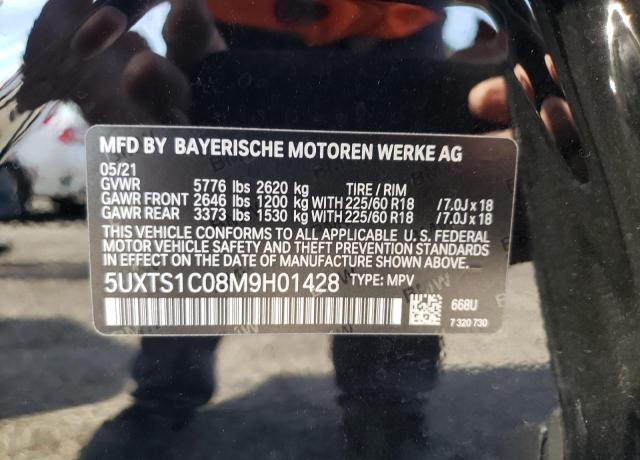 MFD BY BAYERISCHE MOTOREN WERKE AG
05/21
GVWR 5776 lbs 2620 kg TIRE / RIM
GAWR FRONT 2646 lbs 1200 kg WITH 225/60 R18 /7.0J x 18
GAWR REAR 3373 lbs 1530 kg WITH 225/60 R18 /7.0J x 18
THIS VEHICLE CONFORMS TO ALL APPLICABLE U. S. FEDERAL
MOTOR VEHICLE SAFETY AND THEFT PREVENTION STANDARDS
IN EFFECT ON THE DATE OF MANUFACTURE SHOWN ABOVE.
5UXTS1C08M9H01428 TYPE: MPV
668U
7 320 730